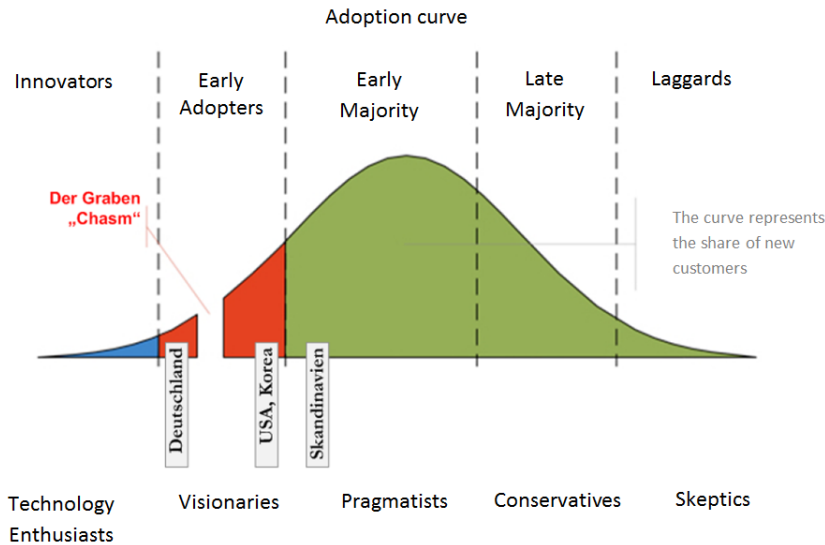 Adoption curve
Innovators
Early
Adopters
Early
Majority
Late
Majority
Laggards
Der Graben
„Chasm“
The curve represents
the share of new
customers
Deutschland
USA, Korea
Skandinavien
Technology
Enthusiasts
Visionaries
Pragmatists
Conservatives
Skeptics